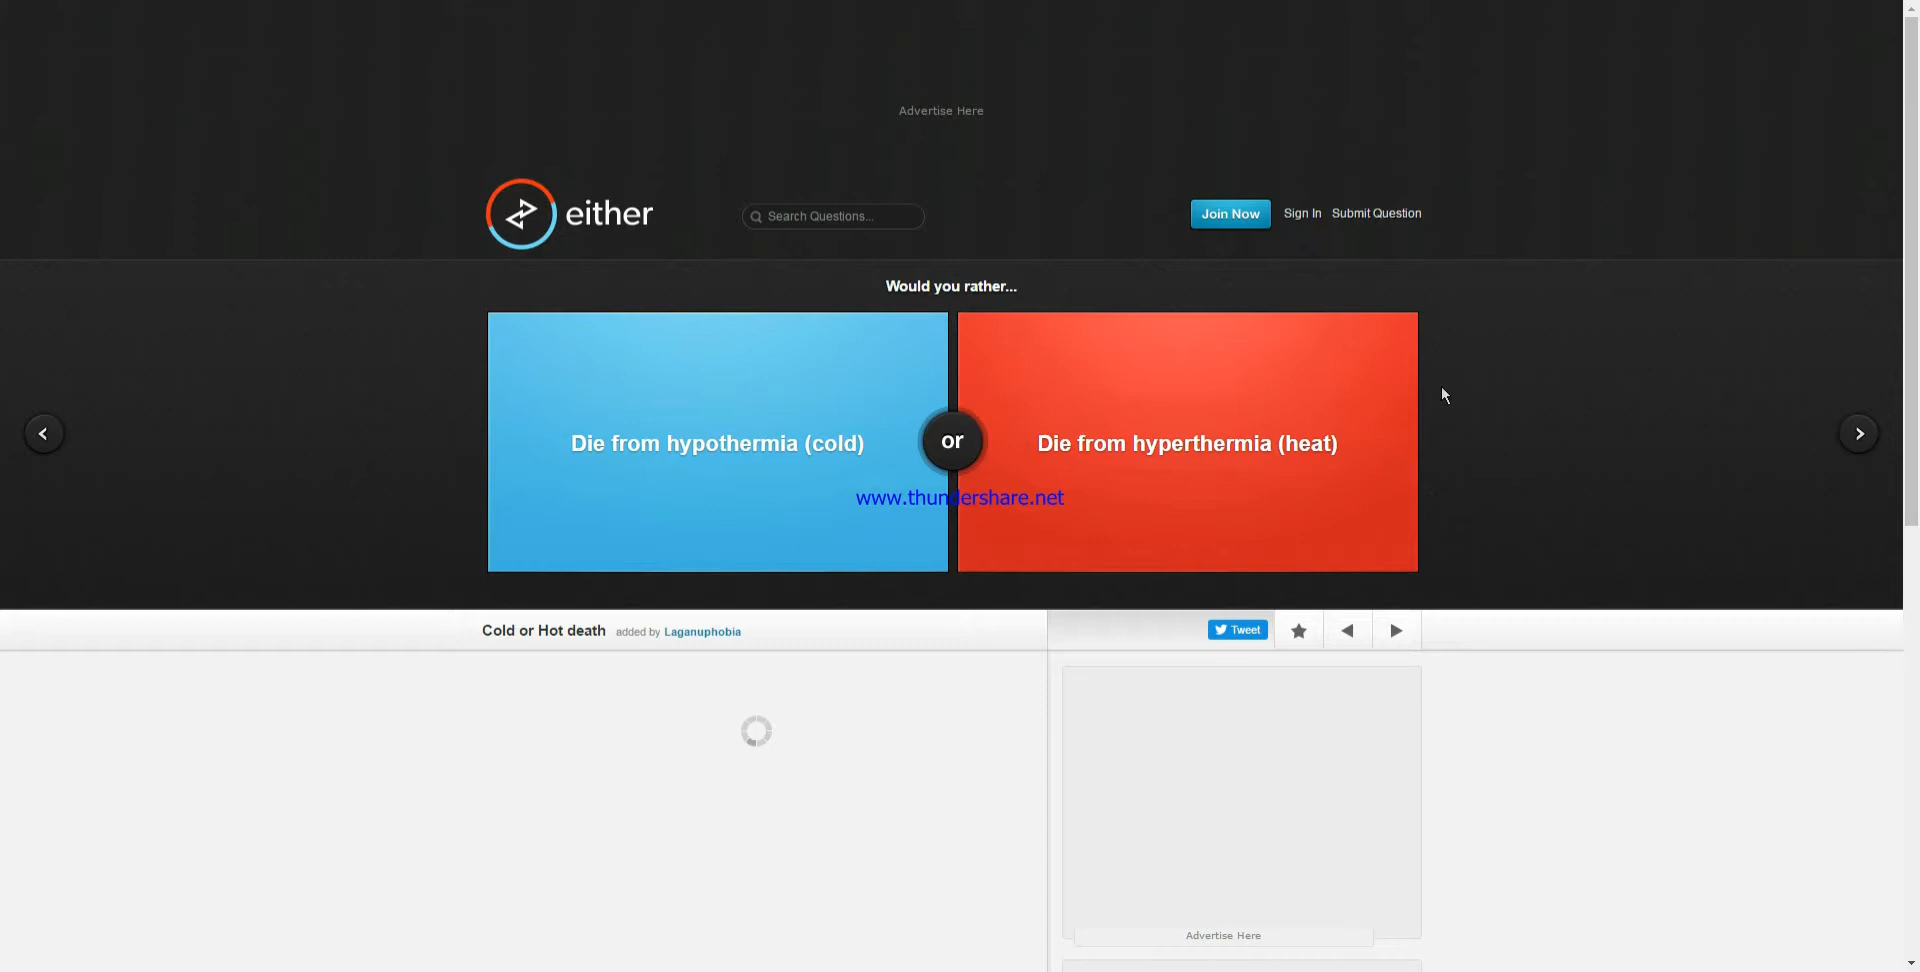 Advertise Here
either
Search Questions...
Join Now
Sign In
Submit Question
Would you rather...
Die from hypothermia (cold)
or
Die from hyperthermia (heat)
www.thundershare.net
Cold or Hot death added by Laganuphobia
Tweet
Advertise Here